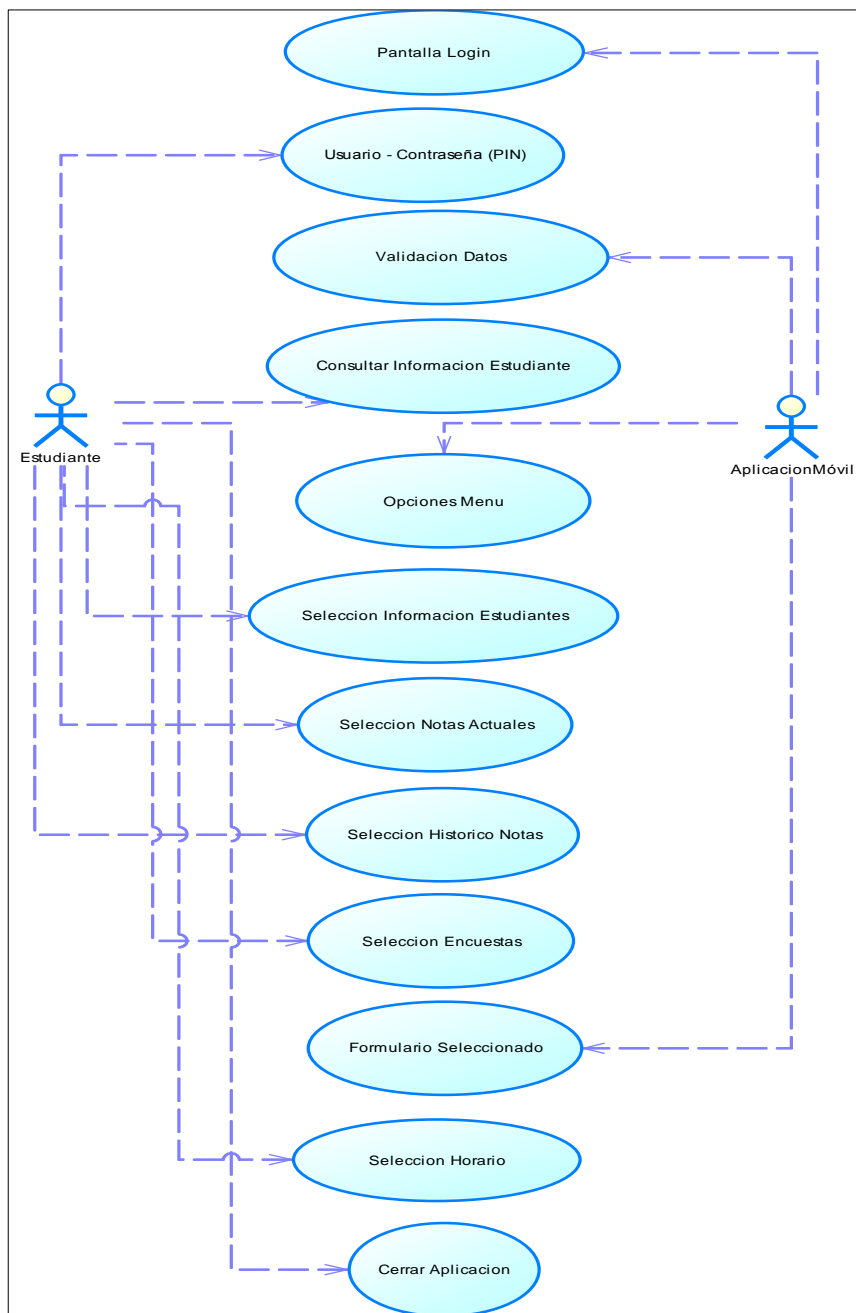 Pantalla Login
Usuario - Contraseña (PIN)
Validacion Datos
Consultar Informacion Estudiante
Estudiante
AplicacionMóvil
Opciones Menu
Seleccion Informacion Estudiantes
Seleccion Notas Actuales
Seleccion Historico Notas
Seleccion Encuestas
Formulario Seleccionado
Seleccion Horario
Cerrar Aplicacion